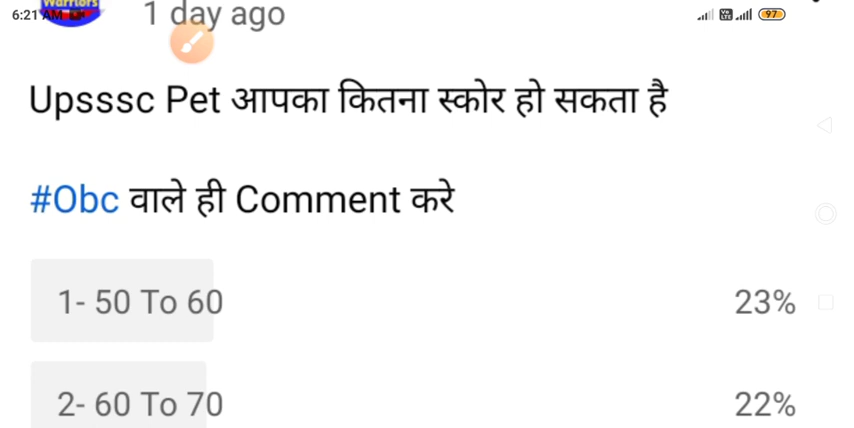 Warriors
1 day ago
6:21 AM
97
Upsssc Pet आपका कितना स्कोर हो सकता है
#Obc वाले ही Comment करे
1- 50 To 60
23%
2- 60 To 70
22%